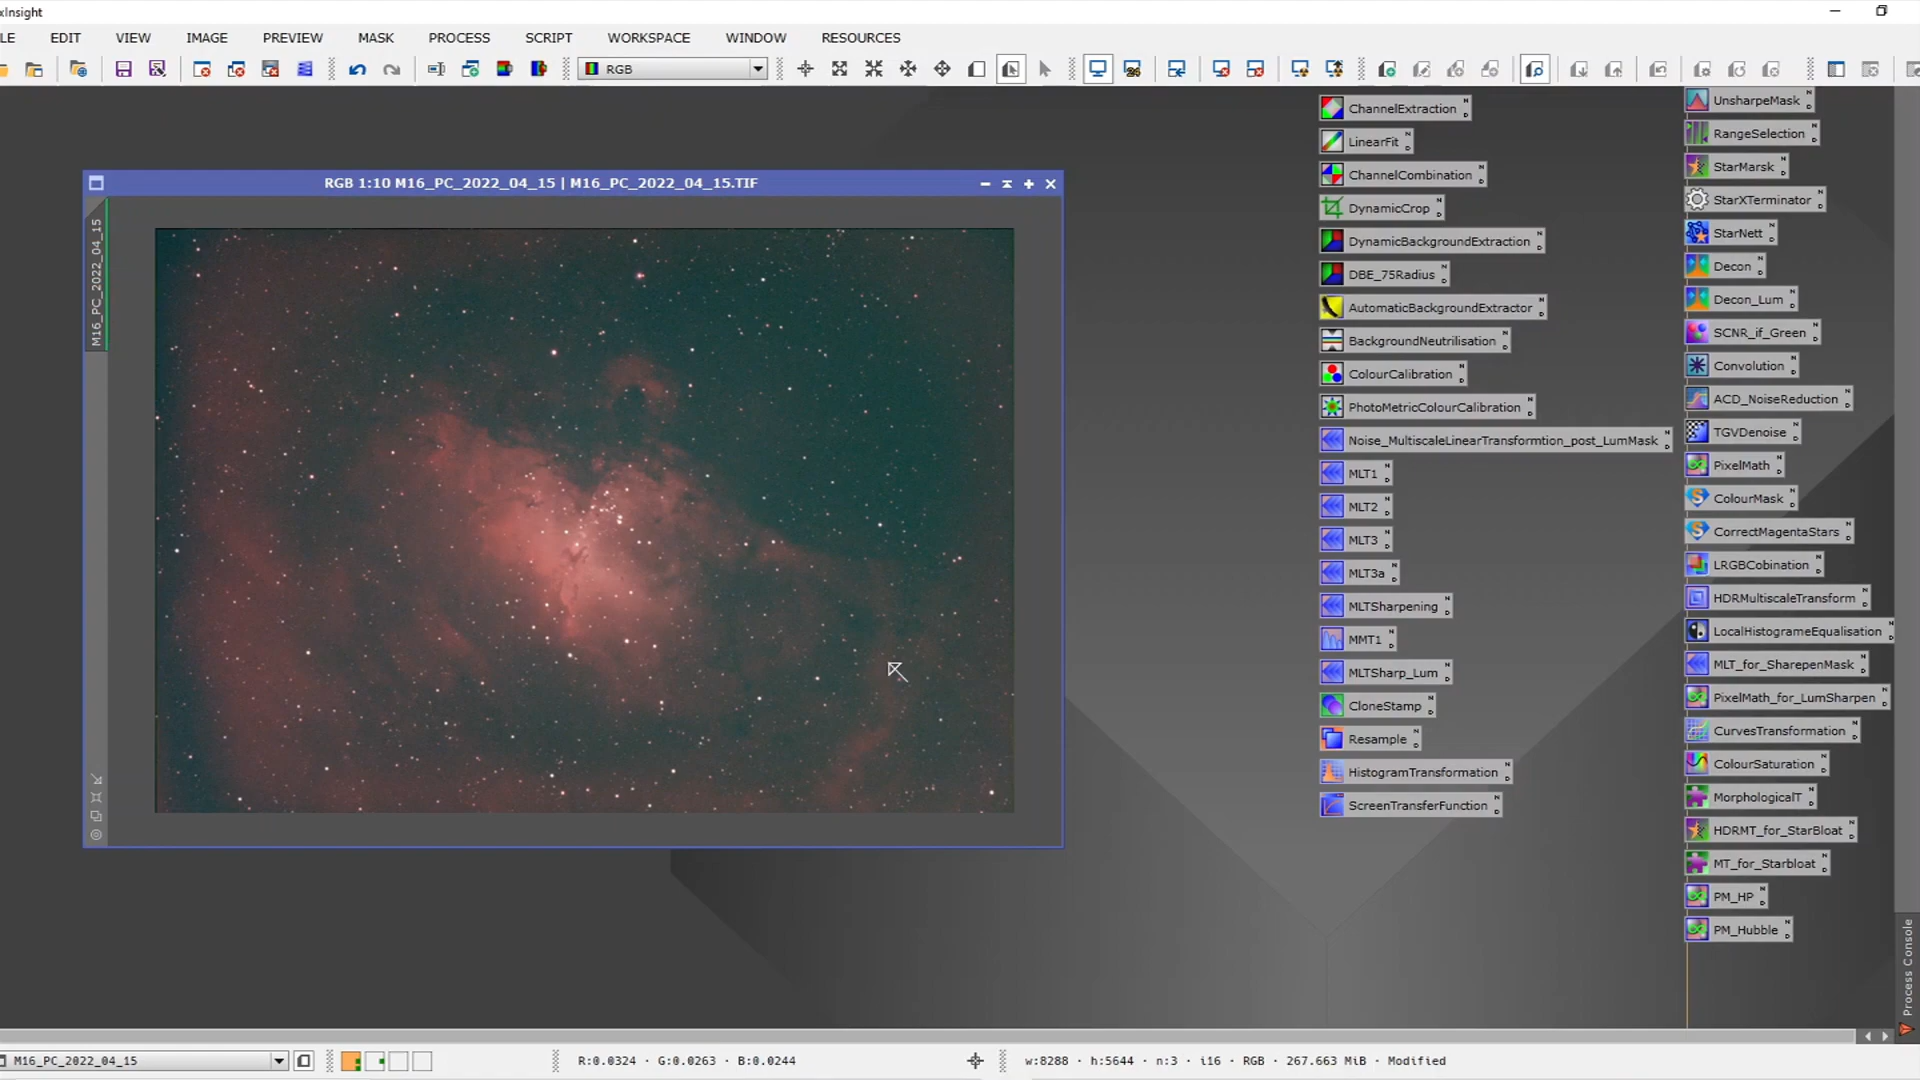 xInsight
LE EDIT VIEW IMAGE PREVIEW MASK PROCESS SCRIPT WORKSPACE WINDOW RESOURCES
RGB
RGB 1:10 M16_PC_2022_04_15 | M16_PC_2022_04_15.TIF
M16_PC_2022_04_15
ChannelExtraction
LinearFit
ChannelCombination
DynamicCrop
DynamicBackgroundExtraction
DBE_75Radius
AutomaticBackgroundExtractor
BackgroundNeutrilisation
ColourCalibration
PhotoMetricColourCalibration
Noise_MultiscaleLinearTransformtion_post_LumMask
MLT1
MLT2
MLT3
MLT3a
MLTSharpening
MMT1
MLTSharp_Lum
CloneStamp
Resample
HistogramTransformation
ScreenTransferFunction
UnsharpeMask
RangeSelection
StarMarsk
StarXTerminator
StarNett
Decon
Decon_Lum
SCNR_if_Green
Convolution
ACD_NoiseReduction
TGVDenoise
PixelMath
ColourMask
CorrectMagentaStars
LRGBCobination
HDRMultiscaleTransform
LocalHistogrameEqualisation
MLT_for_SharepenMask
PixelMath_for_LumSharpen
CurvesTransformation
ColourSaturation
MorphologicalT
HDRMT_for_StarBloat
MT_for_Starbloat
PM_HP
PM_Hubble
Process Console
M16_PC_2022_04_15
R:0.0324 · G:0.0263 · B:0.0244
w:8288 · h:5644 · n:3 · i16 · RGB · 267.663 MiB · Modified